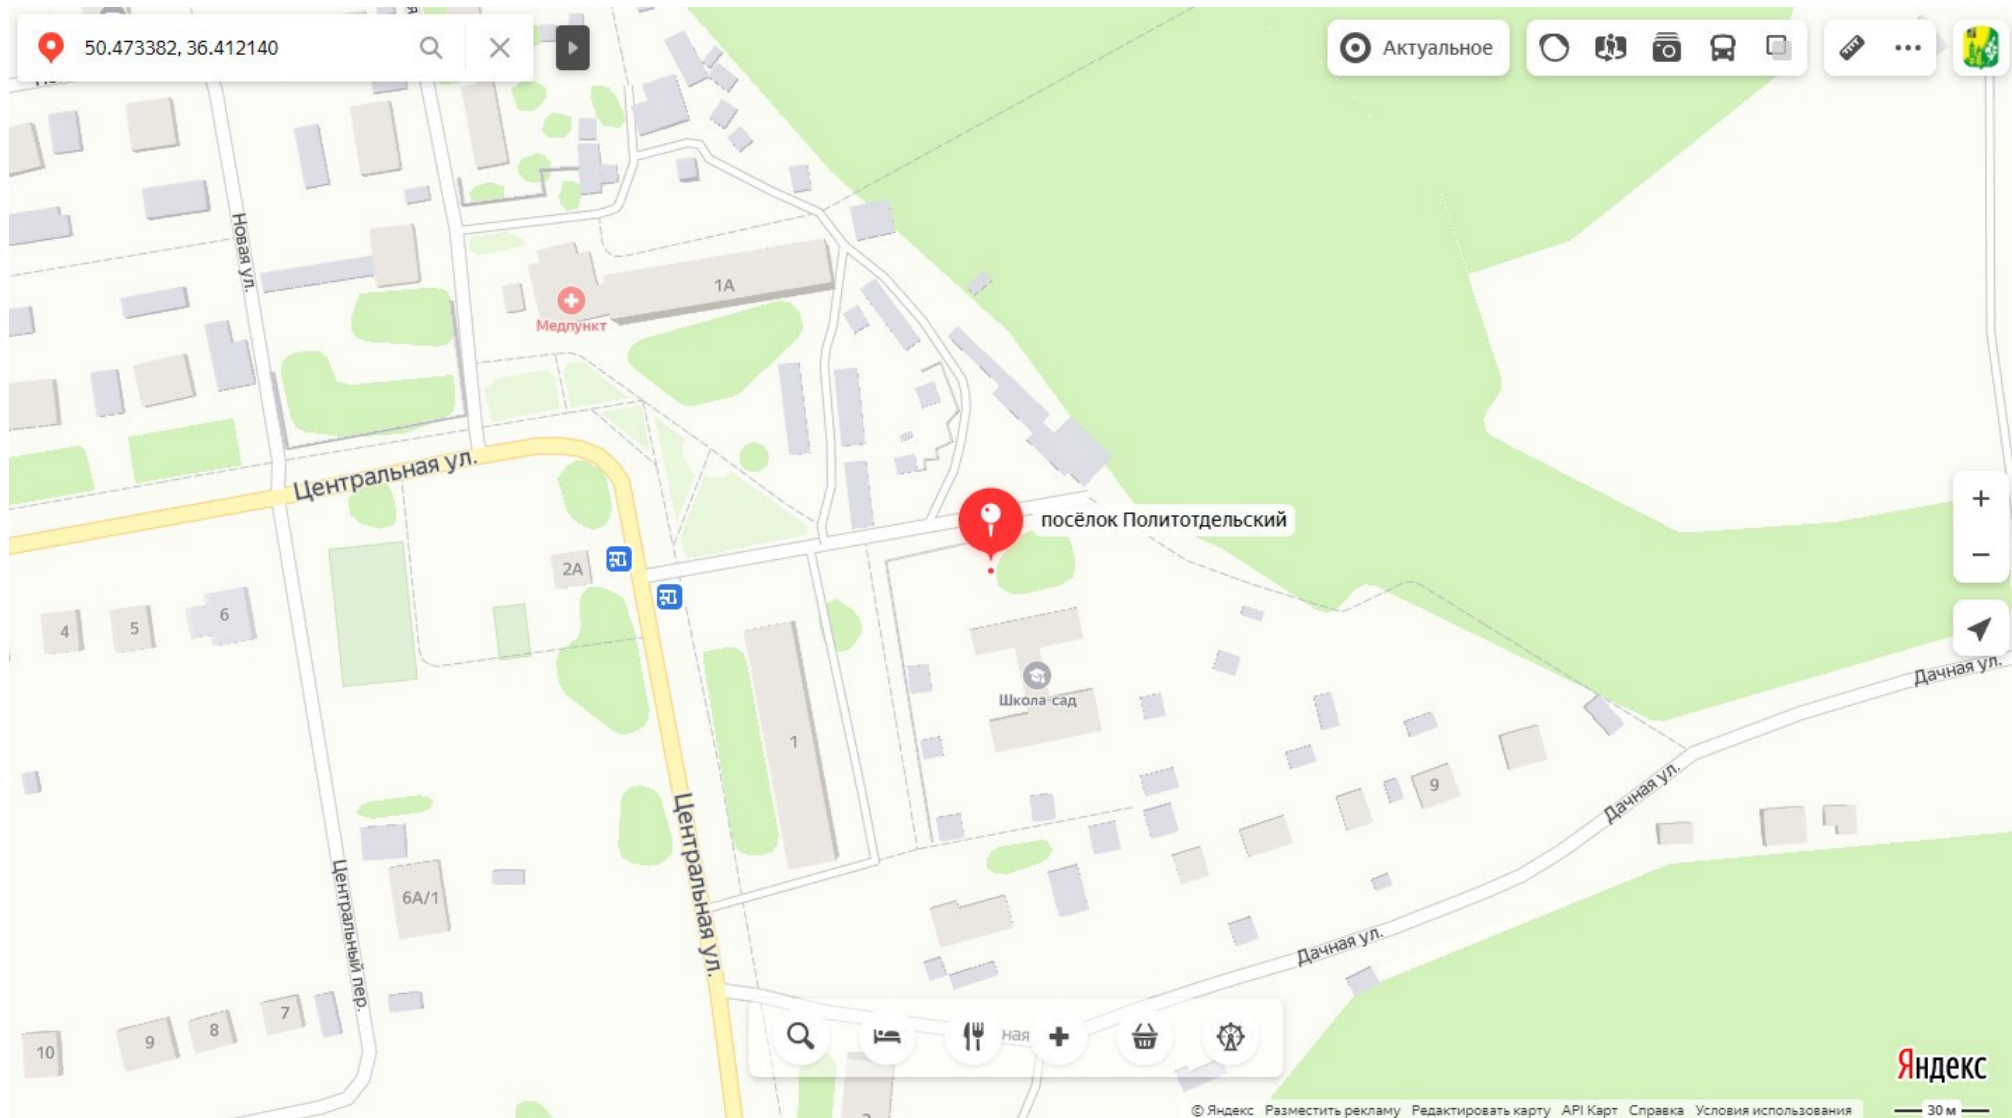 50.473382, 36.412140
Актуальное
Новая ул.
1А
Медпункт
Центральная ул.
посёлок Политотдельский
2А
6
5
4
Школа-сад
1
Дачная ул.
9
Дачная ул.
Центральная ул.
6А/1
Центральный пер.
Дачная ул.
7
8
9
10
ная
Яндекс
© Яндекс Разместить рекламу Редактировать карту API Карт Справка Условия использования 30 м